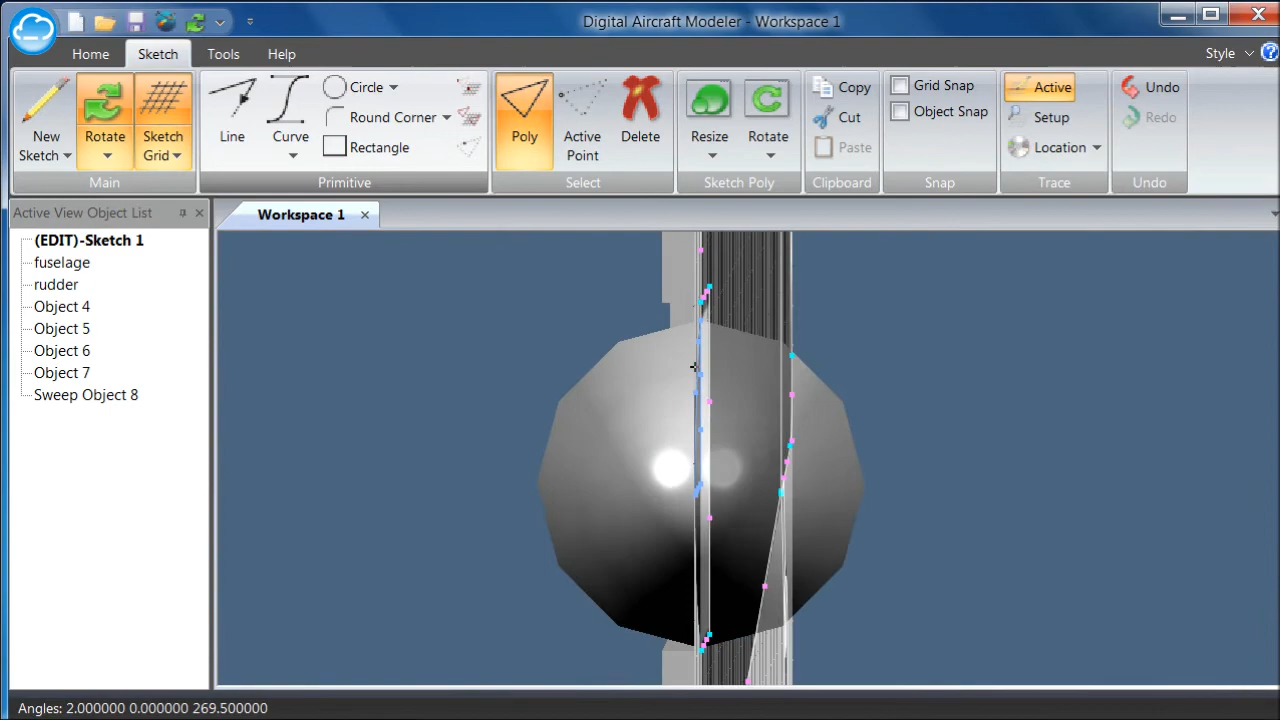 Digital Aircraft Modeler - Workspace 1
Home Sketch Tools Help Style
New Sketch
Rotate
Sketch Grid
Main
Line
Curve
Circle
Round Corner
Rectangle
Primitive
Poly
Active Point
Delete
Select
Resize
Rotate
Sketch Poly
Copy
Cut
Paste
Clipboard
Grid Snap
Object Snap
Snap
Active
Setup
Location
Trace
Undo
Redo
Undo
Active View Object List
Workspace 1
(EDIT)-Sketch 1
fuselage
rudder
Object 4
Object 5
Object 6
Object 7
Sweep Object 8
Angles: 2.000000 0.000000 269.500000